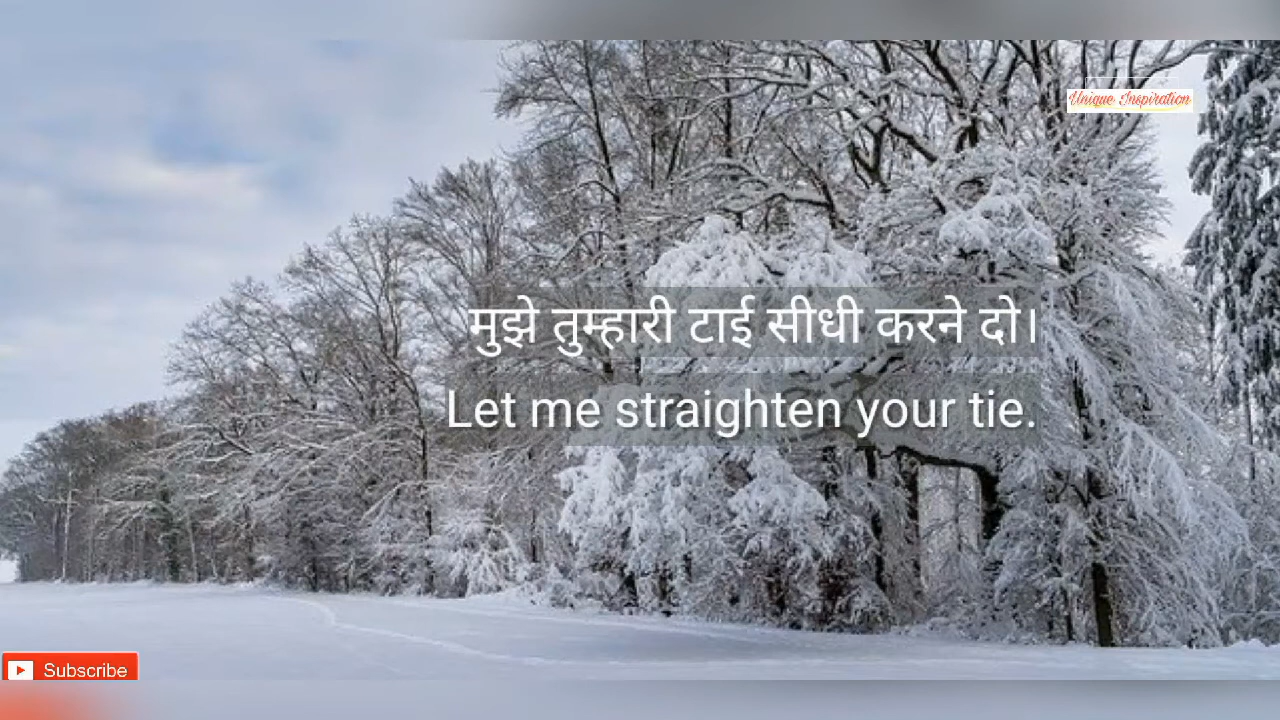 Unique Inspiration
मुझे तुम्हारी टाई सीधी करने दो।
Let me straighten your tie.
Subscribe